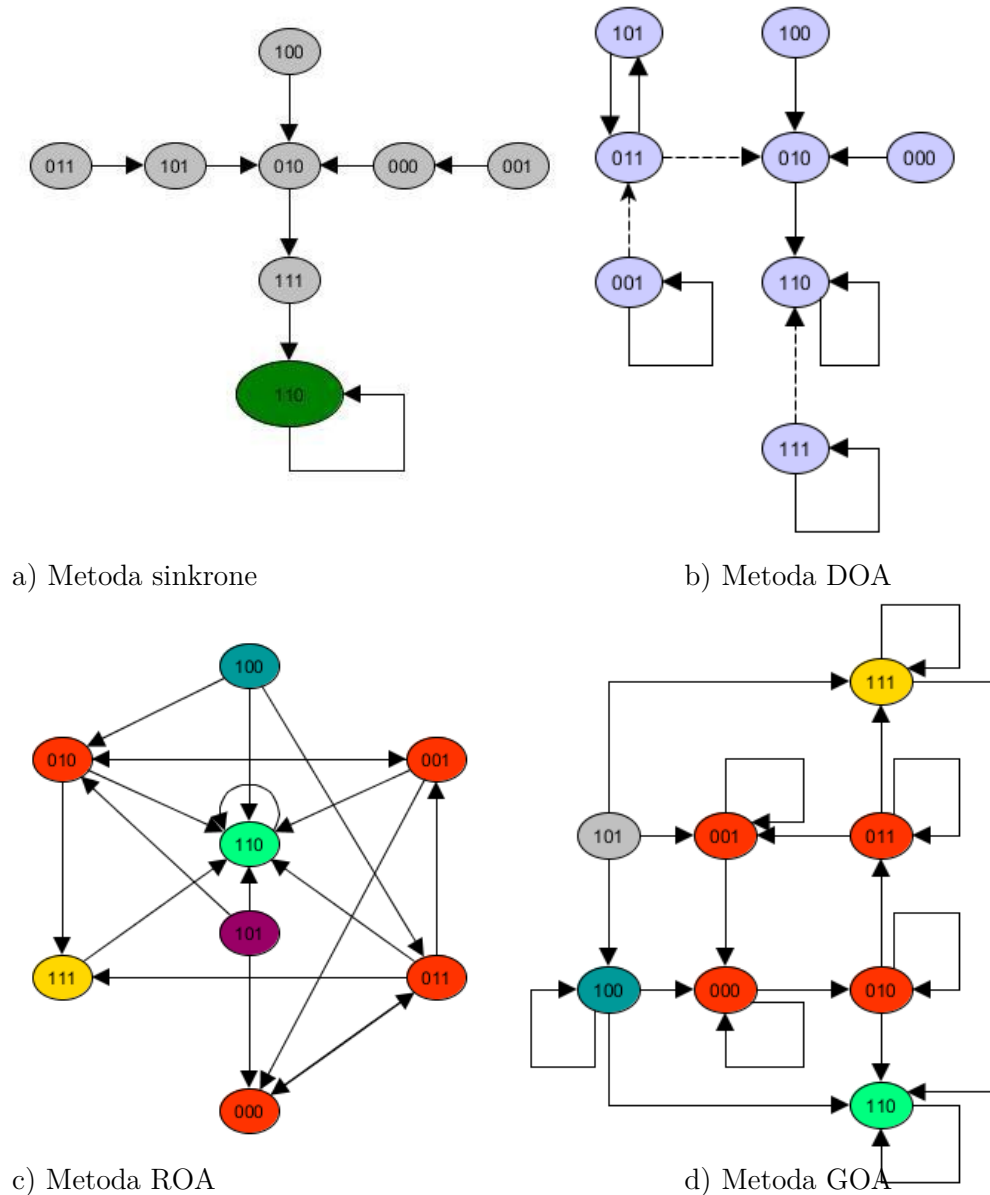 100
011 101 010 000 001
111
110
a) Metoda sinkrone
101 100
011 010 000
001 110
111
b) Metoda DOA
100
010 001
110
101
111 011
000
c) Metoda ROA
111
101 001 011
100 000 010
110
d) Metoda GOA